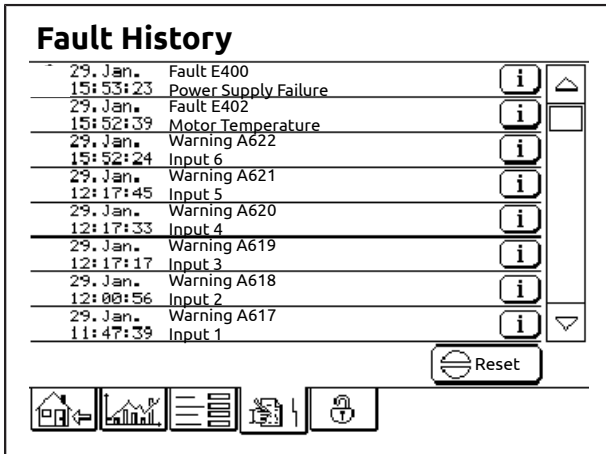 Fault History
29.Jan. Fault E400
15:53:23 Power Supply Failure
29.Jan. Fault E402
15:52:39 Motor Temperature
29.Jan. Warning A622
15:52:24 Input 6
29.Jan. Warning A621
12:17:45 Input 5
29.Jan. Warning A620
12:17:33 Input 4
29.Jan. Warning A619
12:17:17 Input 3
29.Jan. Warning A618
12:00:56 Input 2
29.Jan. Warning A617
11:47:39 Input 1
i
i
i
i
i
i
i
i
Reset